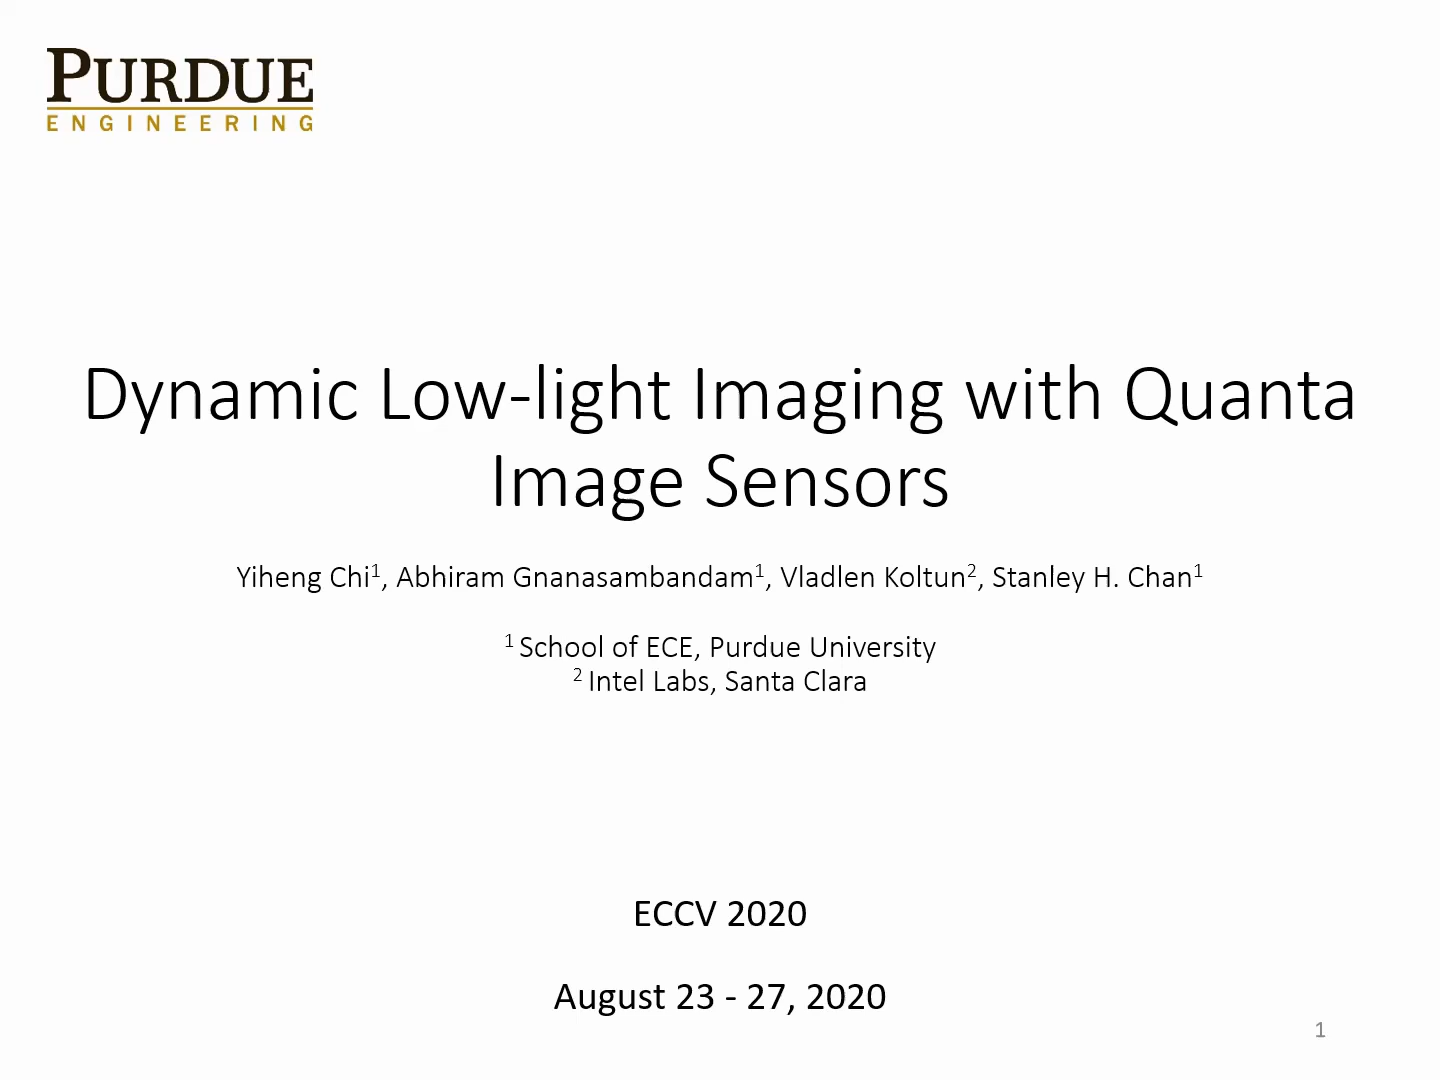 PURDUE
ENGINEERING
Dynamic Low-light Imaging with Quanta
Image Sensors
Yiheng Chi¹, Abhiram Gnanasambandam¹, Vladlen Koltun², Stanley H. Chan¹
¹ School of ECE, Purdue University
² Intel Labs, Santa Clara
ECCV 2020
August 23 - 27, 2020
1